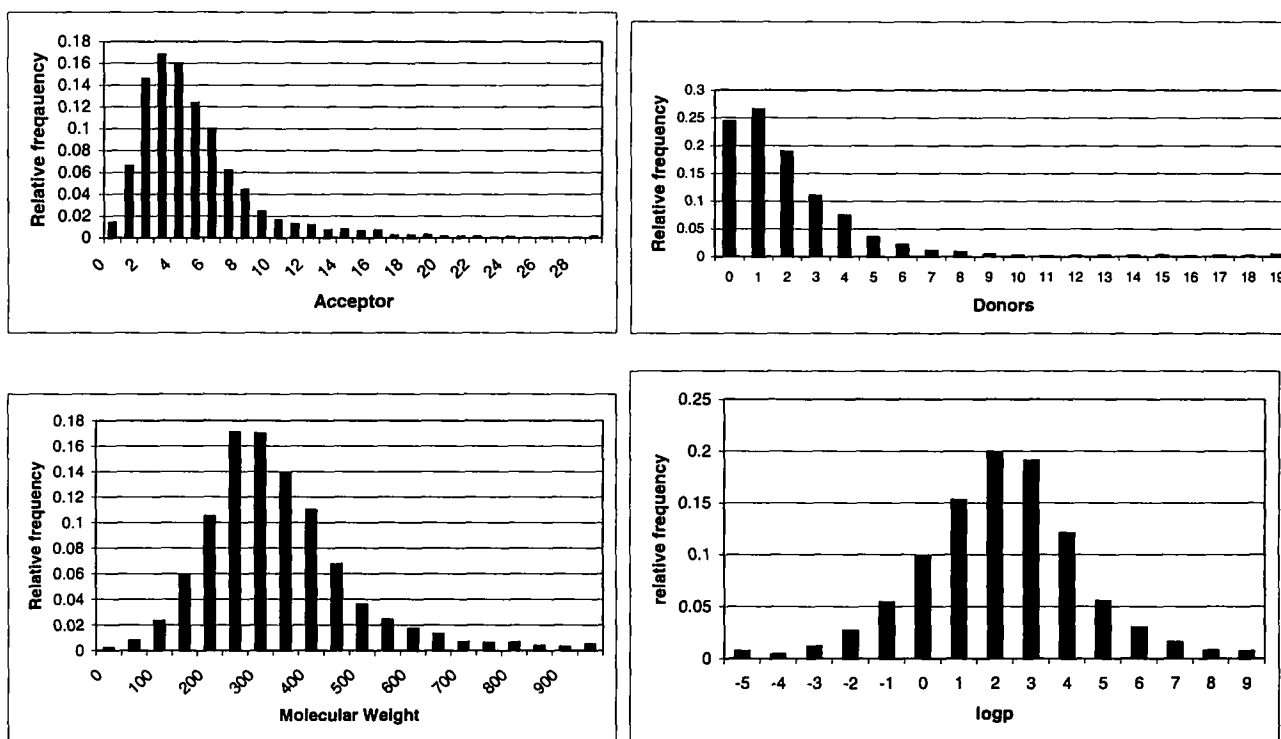 Relative freqauency
0.18
0.16
0.14
0.12
0.1
0.08
0.06
0.04
0.02
0
0 2 4 6 8 10 12 14 16 18 20 22 24 26 28
Acceptor
Relative frequency
0.3
0.25
0.2
0.15
0.1
0.05
0
0 1 2 3 4 5 6 7 8 9 10 11 12 13 14 15 16 17 18 19
Donors
Relative frequency
0.18
0.16
0.14
0.12
0.1
0.08
0.06
0.04
0.02
0
0 100 200 300 400 500 600 700 800 900
Molecular Weight
relative frequency
0.25
0.2
0.15
0.1
0.05
0
-5 -4 -3 -2 -1 0 1 2 3 4 5 6 7 8 9
logp